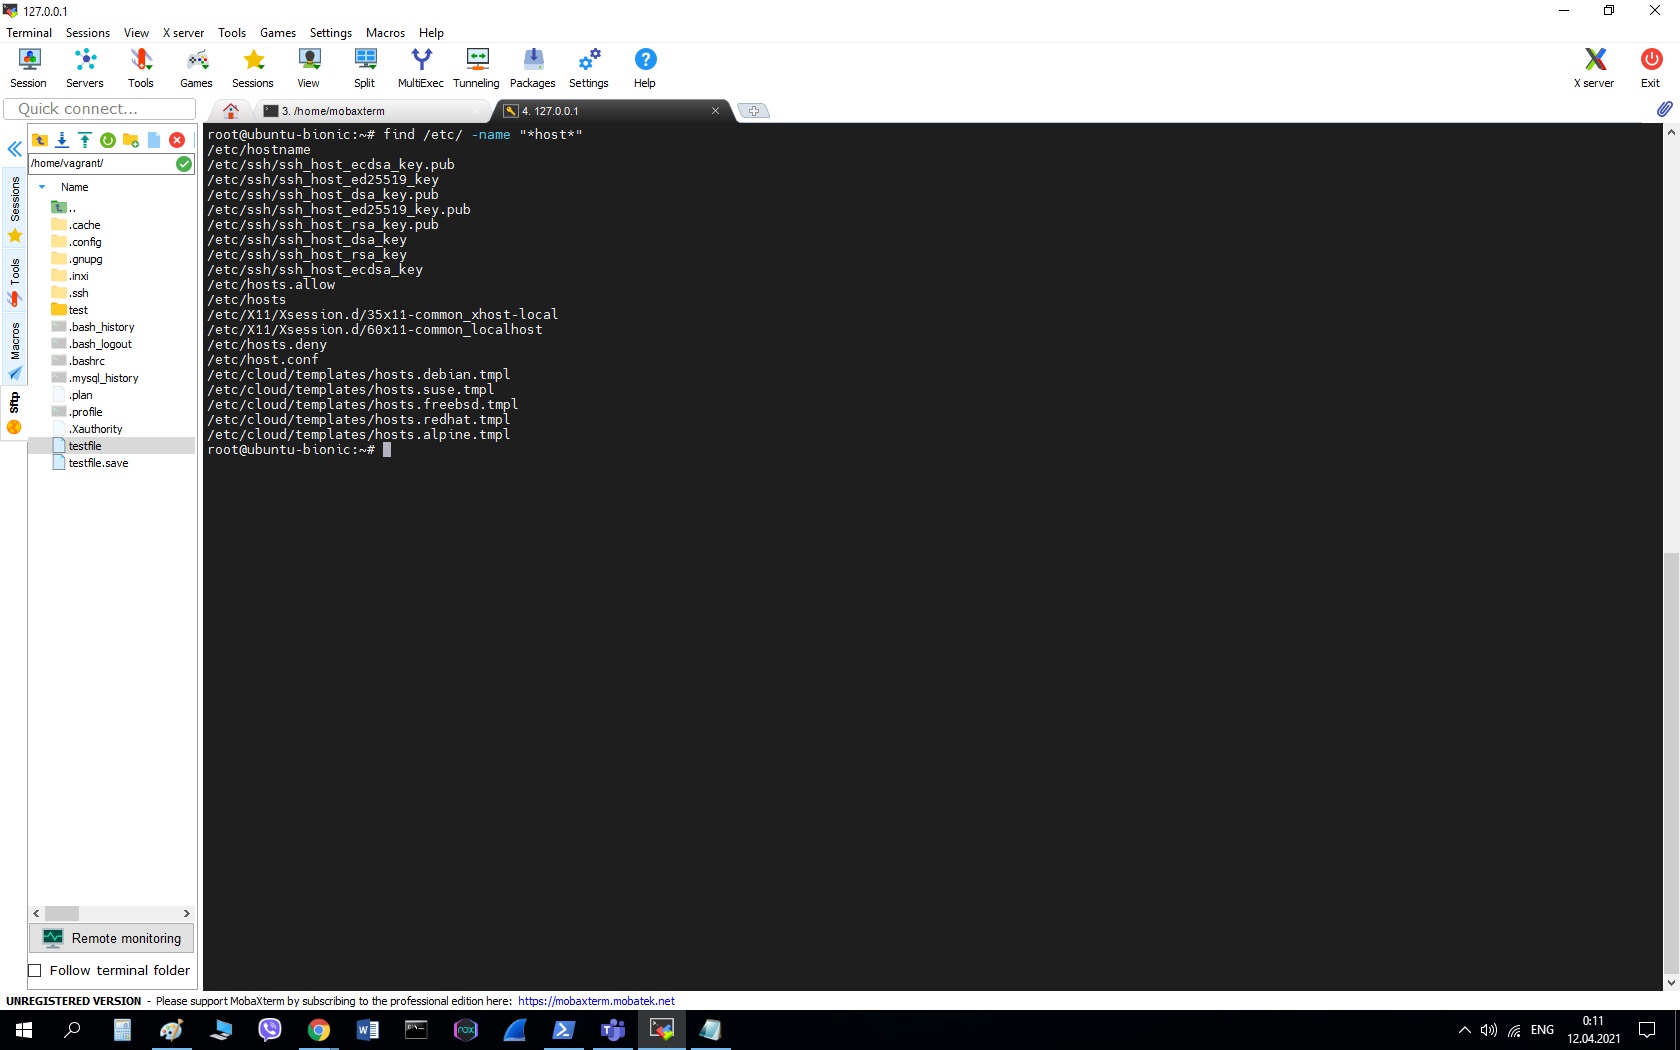 127.0.0.1
Terminal Sessions View X server Tools Games Settings Macros Help
Session Servers Tools Games Sessions View Split MultiExec Tunneling Packages Settings Help X server Exit
Quick connect...
3. /home/mobaxterm
4. 127.0.0.1
/home/vagrant/
Name
..
.cache
.config
.gnupg
.inxi
.ssh
test
.bash_history
.bash_logout
.bashrc
.mysql_history
.plan
.profile
.Xauthority
testfile
testfile.save
Sessions
Tools
Macros
Sftp
Remote monitoring
Follow terminal folder
root@ubuntu-bionic:~# find /etc/ -name "*host*"
/etc/hostname
/etc/ssh/ssh_host_ecdsa_key.pub
/etc/ssh/ssh_host_ed25519_key
/etc/ssh/ssh_host_dsa_key.pub
/etc/ssh/ssh_host_ed25519_key.pub
/etc/ssh/ssh_host_rsa_key.pub
/etc/ssh/ssh_host_dsa_key
/etc/ssh/ssh_host_rsa_key
/etc/ssh/ssh_host_ecdsa_key
/etc/hosts.allow
/etc/hosts
/etc/X11/Xsession.d/35x11-common_xhost-local
/etc/X11/Xsession.d/60x11-common_localhost
/etc/hosts.deny
/etc/host.conf
/etc/cloud/templates/hosts.debian.tmpl
/etc/cloud/templates/hosts.suse.tmpl
/etc/cloud/templates/hosts.freebsd.tmpl
/etc/cloud/templates/hosts.redhat.tmpl
/etc/cloud/templates/hosts.alpine.tmpl
root@ubuntu-bionic:~#
UNREGISTERED VERSION - Please support MobaXterm by subscribing to the professional edition here: https://mobaxterm.mobatek.net
ENG
0:11
12.04.2021